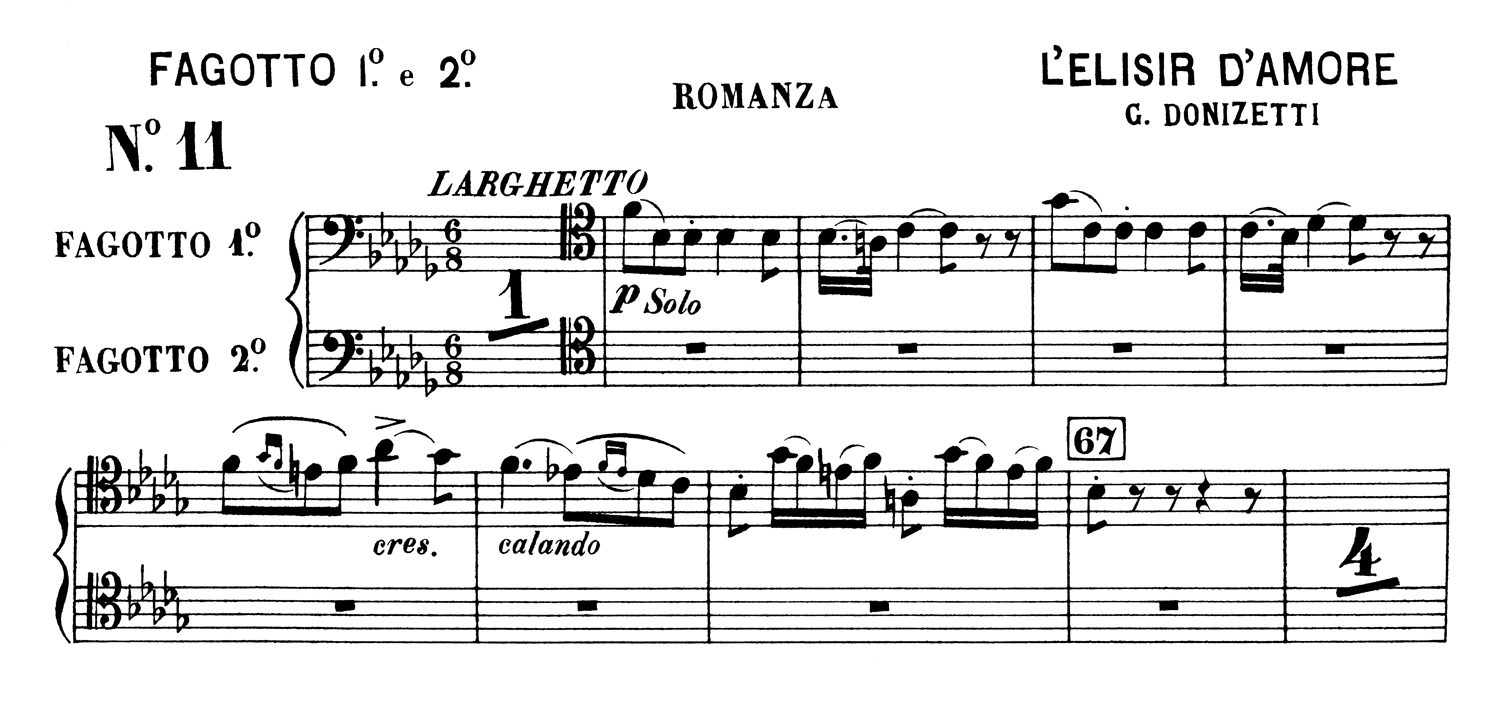 FAGOTTO 1º. e 2º.
ROMANZA
L'ELISIR D'AMORE
G. DONIZETTI
Nº. 11
LARGHETTO
FAGOTTO 1º.
6
8
1
p Solo
FAGOTTO 2º.
6
8
67
cres.
calando
4